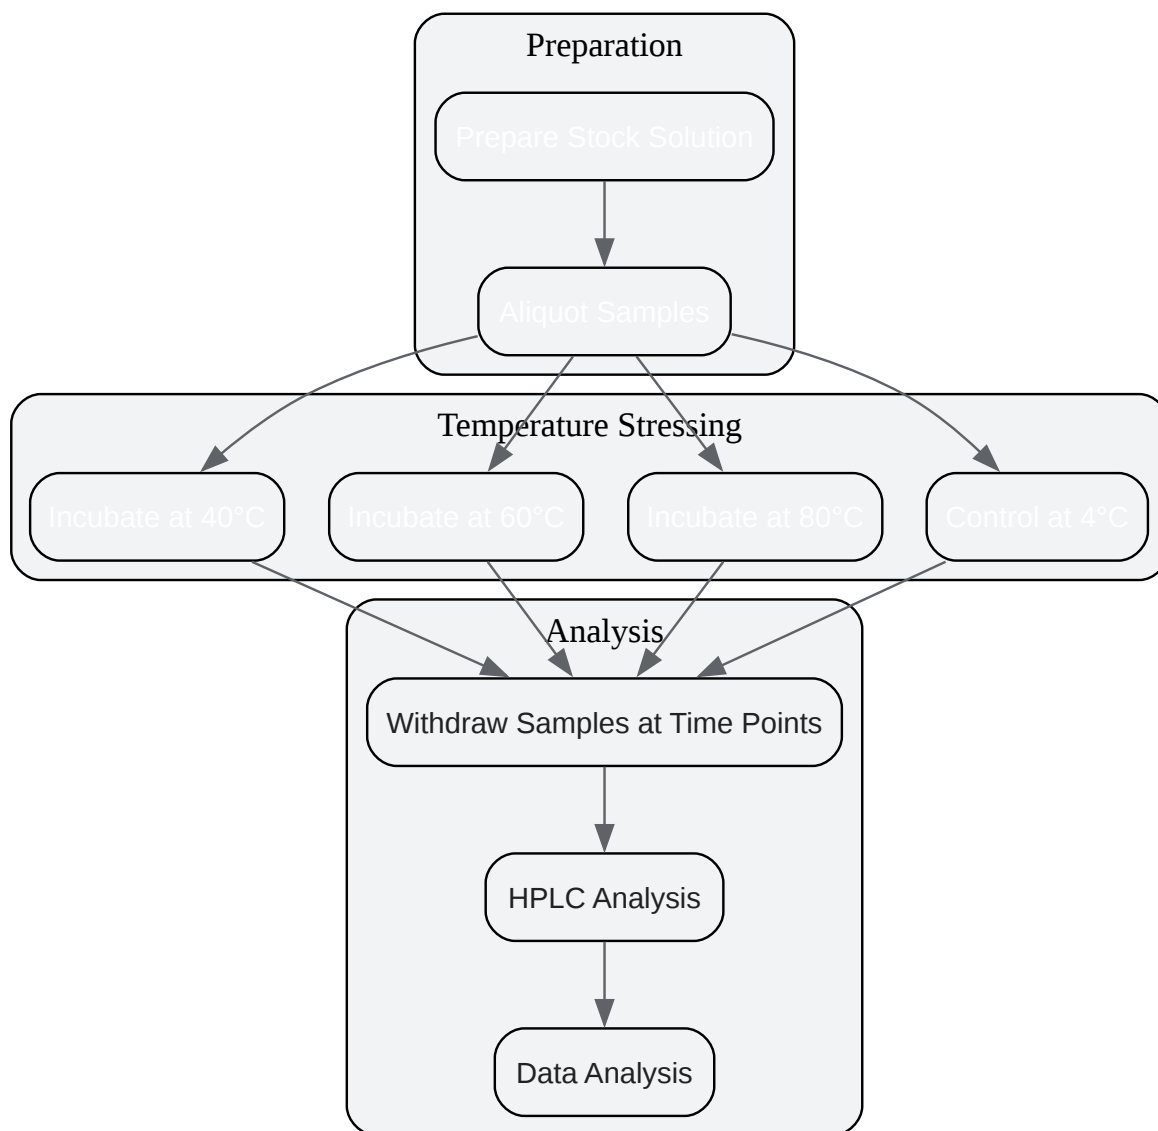 Preparation
Prepare Stock Solution
Aliquot Samples
Temperature Stressing
Incubate at 40°C
Incubate at 60°C
Incubate at 80°C
Control at 4°C
Analysis
Withdraw Samples at Time Points
HPLC Analysis
Data Analysis